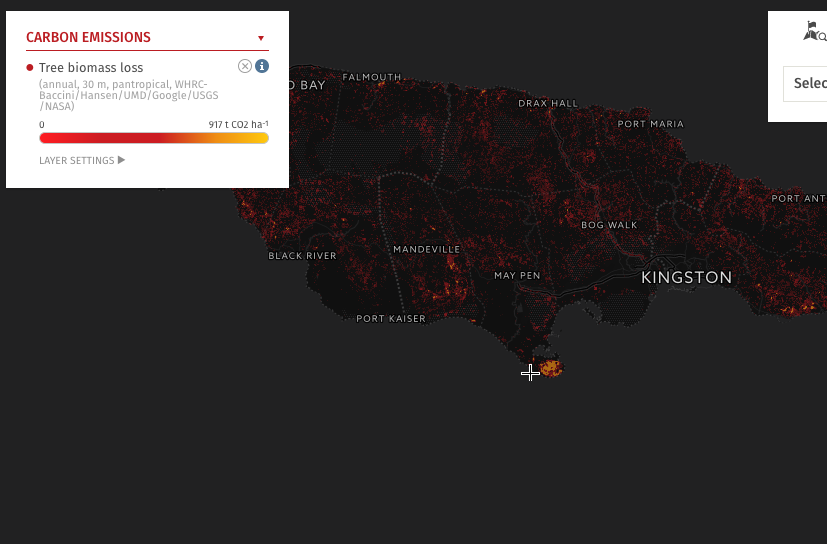 CARBON EMISSIONS
Tree biomass loss
(annual, 30 m, pantropical, WHRC-
Baccini/Hansen/UMD/Google/USGS
/NASA)
0 917 t CO2 ha-1
LAYER SETTINGS
Selec
O BAY
FALMOUTH
DRAX HALL
PORT MARIA
PORT ANT
BOG WALK
BLACK RIVER
MANDEVILLE
MAY PEN
KINGSTON
PORT KAISER